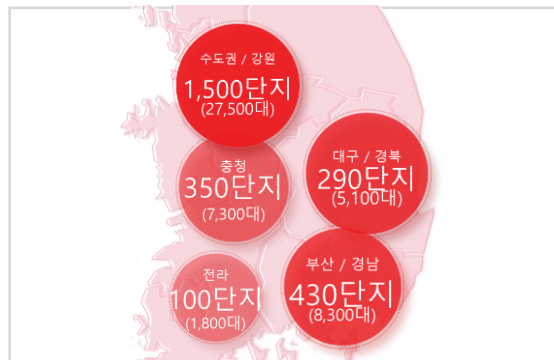 수도권 / 강원
1,500단지
(27,500대)
충청
350단지
(7,300대)
대구 / 경북
290단지
(5,100대)
전라
100단지
(1,800대)
부산 / 경남
430단지
(8,300대)